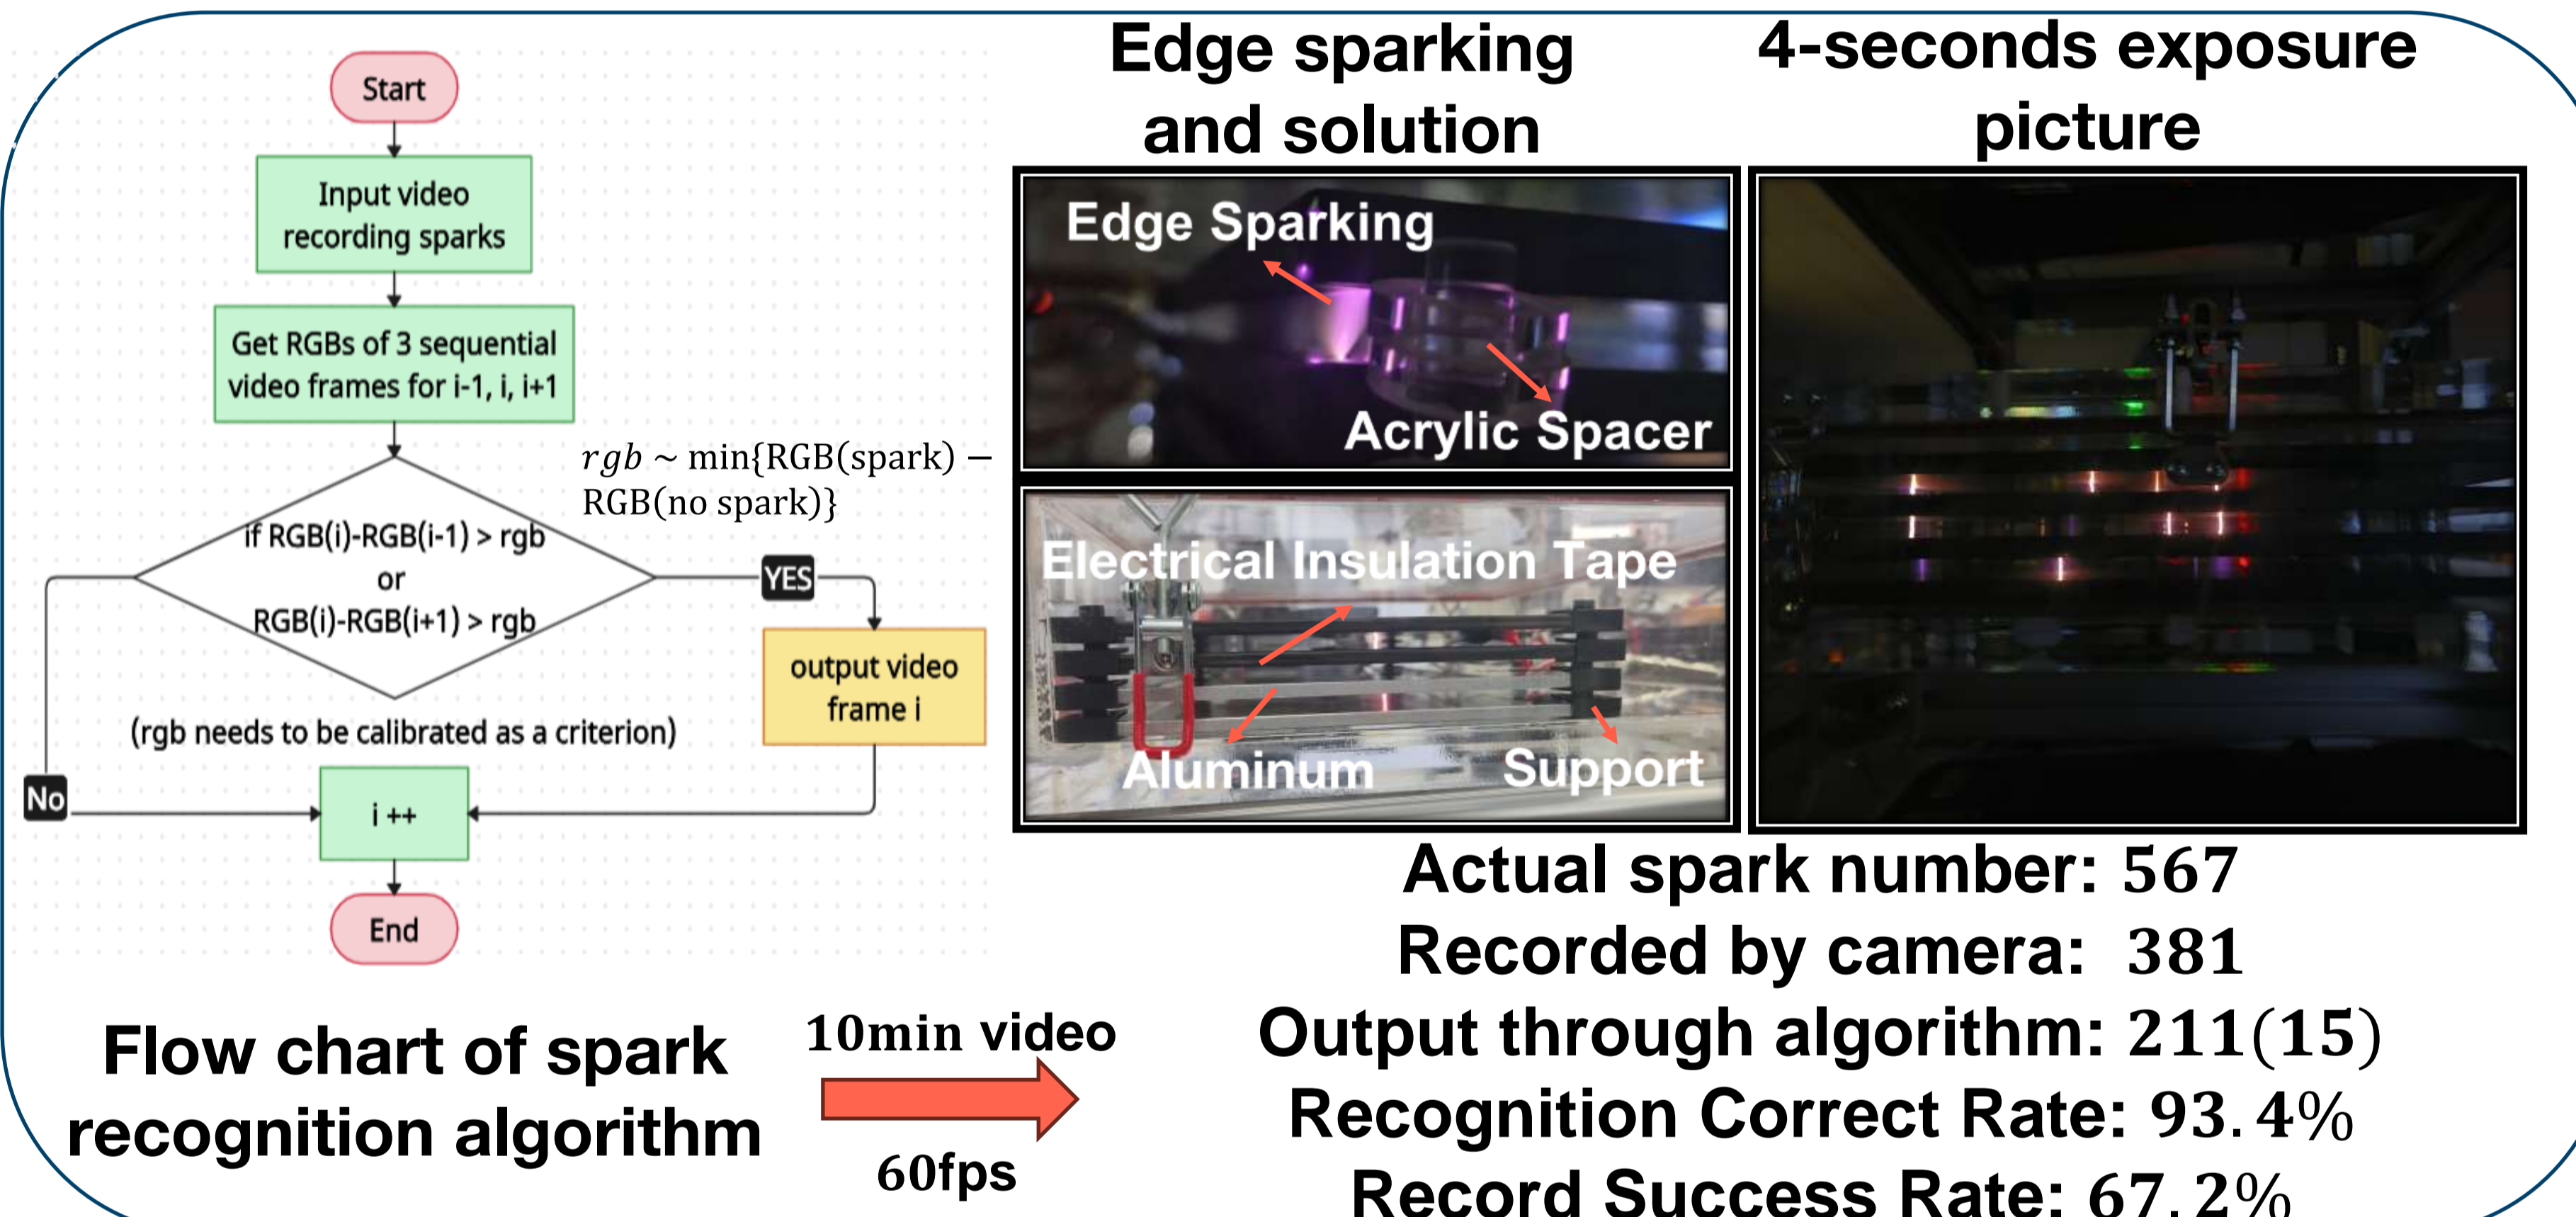 Start
Input video
recording sparks
Get RGBs of 3 sequential
video frames for i-1, i, i+1
rgb ~ min{RGB(spark) −
RGB(no spark)}
if RGB(i)-RGB(i-1) > rgb
or
RGB(i)-RGB(i+1) > rgb
YES
output video
frame i
(rgb needs to be calibrated as a criterion)
No
i ++
End
Flow chart of spark
recognition algorithm
10min video
60fps
Edge sparking
and solution
Edge Sparking
Acrylic Spacer
Electrical Insulation Tape
Aluminum
Support
4-seconds exposure
picture
Actual spark number: 567
Recorded by camera: 381
Output through algorithm: 211(15)
Recognition Correct Rate: 93.4%
Record Success Rate: 67.2%